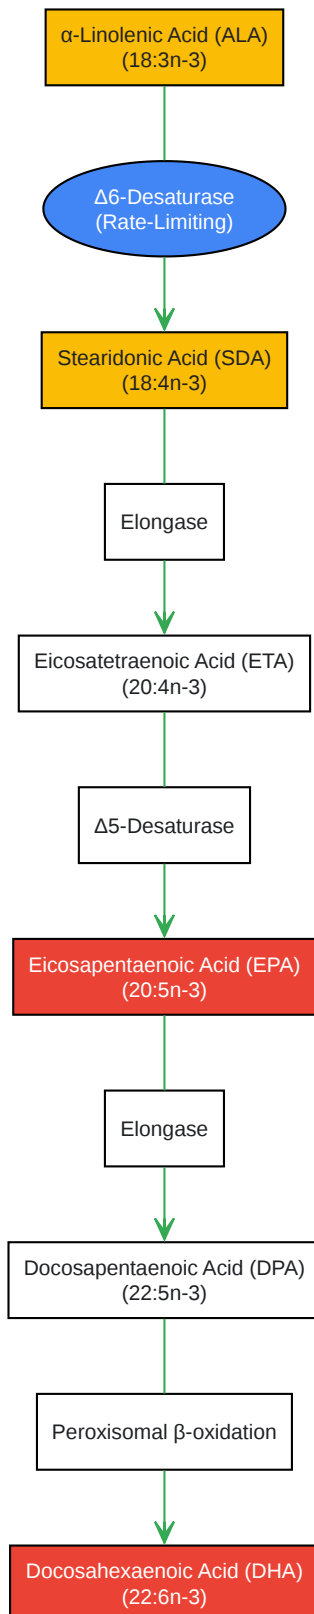 α-Linolenic Acid (ALA)
(18:3n-3)
Δ6-Desaturase
(Rate-Limiting)
Stearidonic Acid (SDA)
(18:4n-3)
Elongase
Eicosatetraenoic Acid (ETA)
(20:4n-3)
Δ5-Desaturase
Eicosapentaenoic Acid (EPA)
(20:5n-3)
Elongase
Docosapentaenoic Acid (DPA)
(22:5n-3)
Peroxisomal β-oxidation
Docosahexaenoic Acid (DHA)
(22:6n-3)